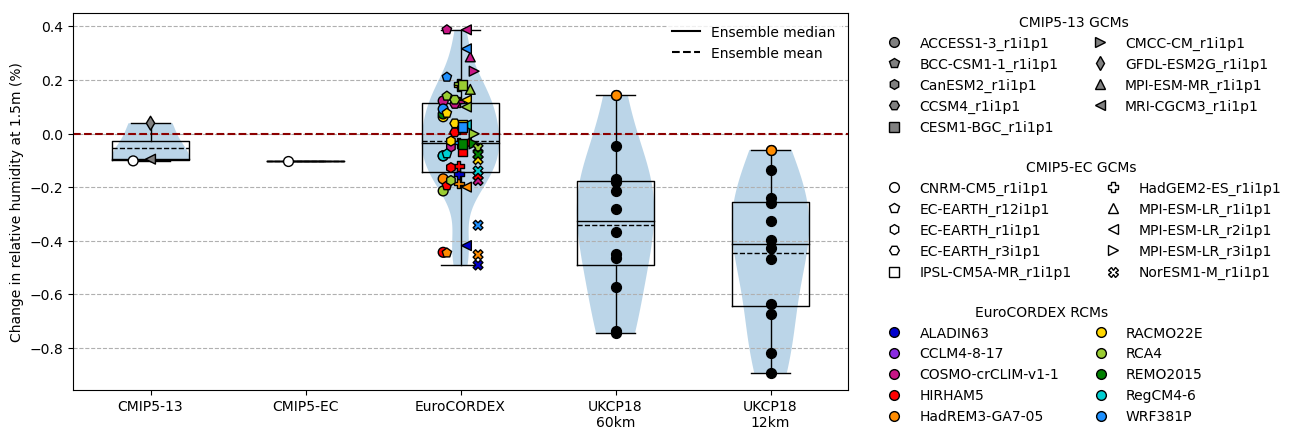 Change in relative humidity at 1.5m (%)
0.4
0.2
0.0
−0.2
−0.4
−0.6
−0.8
Ensemble median
Ensemble mean
CMIP5-13
CMIP5-EC
EuroCORDEX
UKCP18
60km
UKCP18
12km
CMIP5-13 GCMs
ACCESS1-3_r1i1p1
BCC-CSM1-1_r1i1p1
CanESM2_r1i1p1
CCSM4_r1i1p1
CESM1-BGC_r1i1p1
CMCC-CM_r1i1p1
GFDL-ESM2G_r1i1p1
MPI-ESM-MR_r1i1p1
MRI-CGCM3_r1i1p1
CMIP5-EC GCMs
CNRM-CM5_r1i1p1
EC-EARTH_r12i1p1
EC-EARTH_r1i1p1
EC-EARTH_r3i1p1
IPSL-CM5A-MR_r1i1p1
HadGEM2-ES_r1i1p1
MPI-ESM-LR_r1i1p1
MPI-ESM-LR_r2i1p1
MPI-ESM-LR_r3i1p1
NorESM1-M_r1i1p1
EuroCORDEX RCMs
ALADIN63
CCLM4-8-17
COSMO-crCLIM-v1-1
HIRHAM5
HadREM3-GA7-05
RACMO22E
RCA4
REMO2015
RegCM4-6
WRF381P